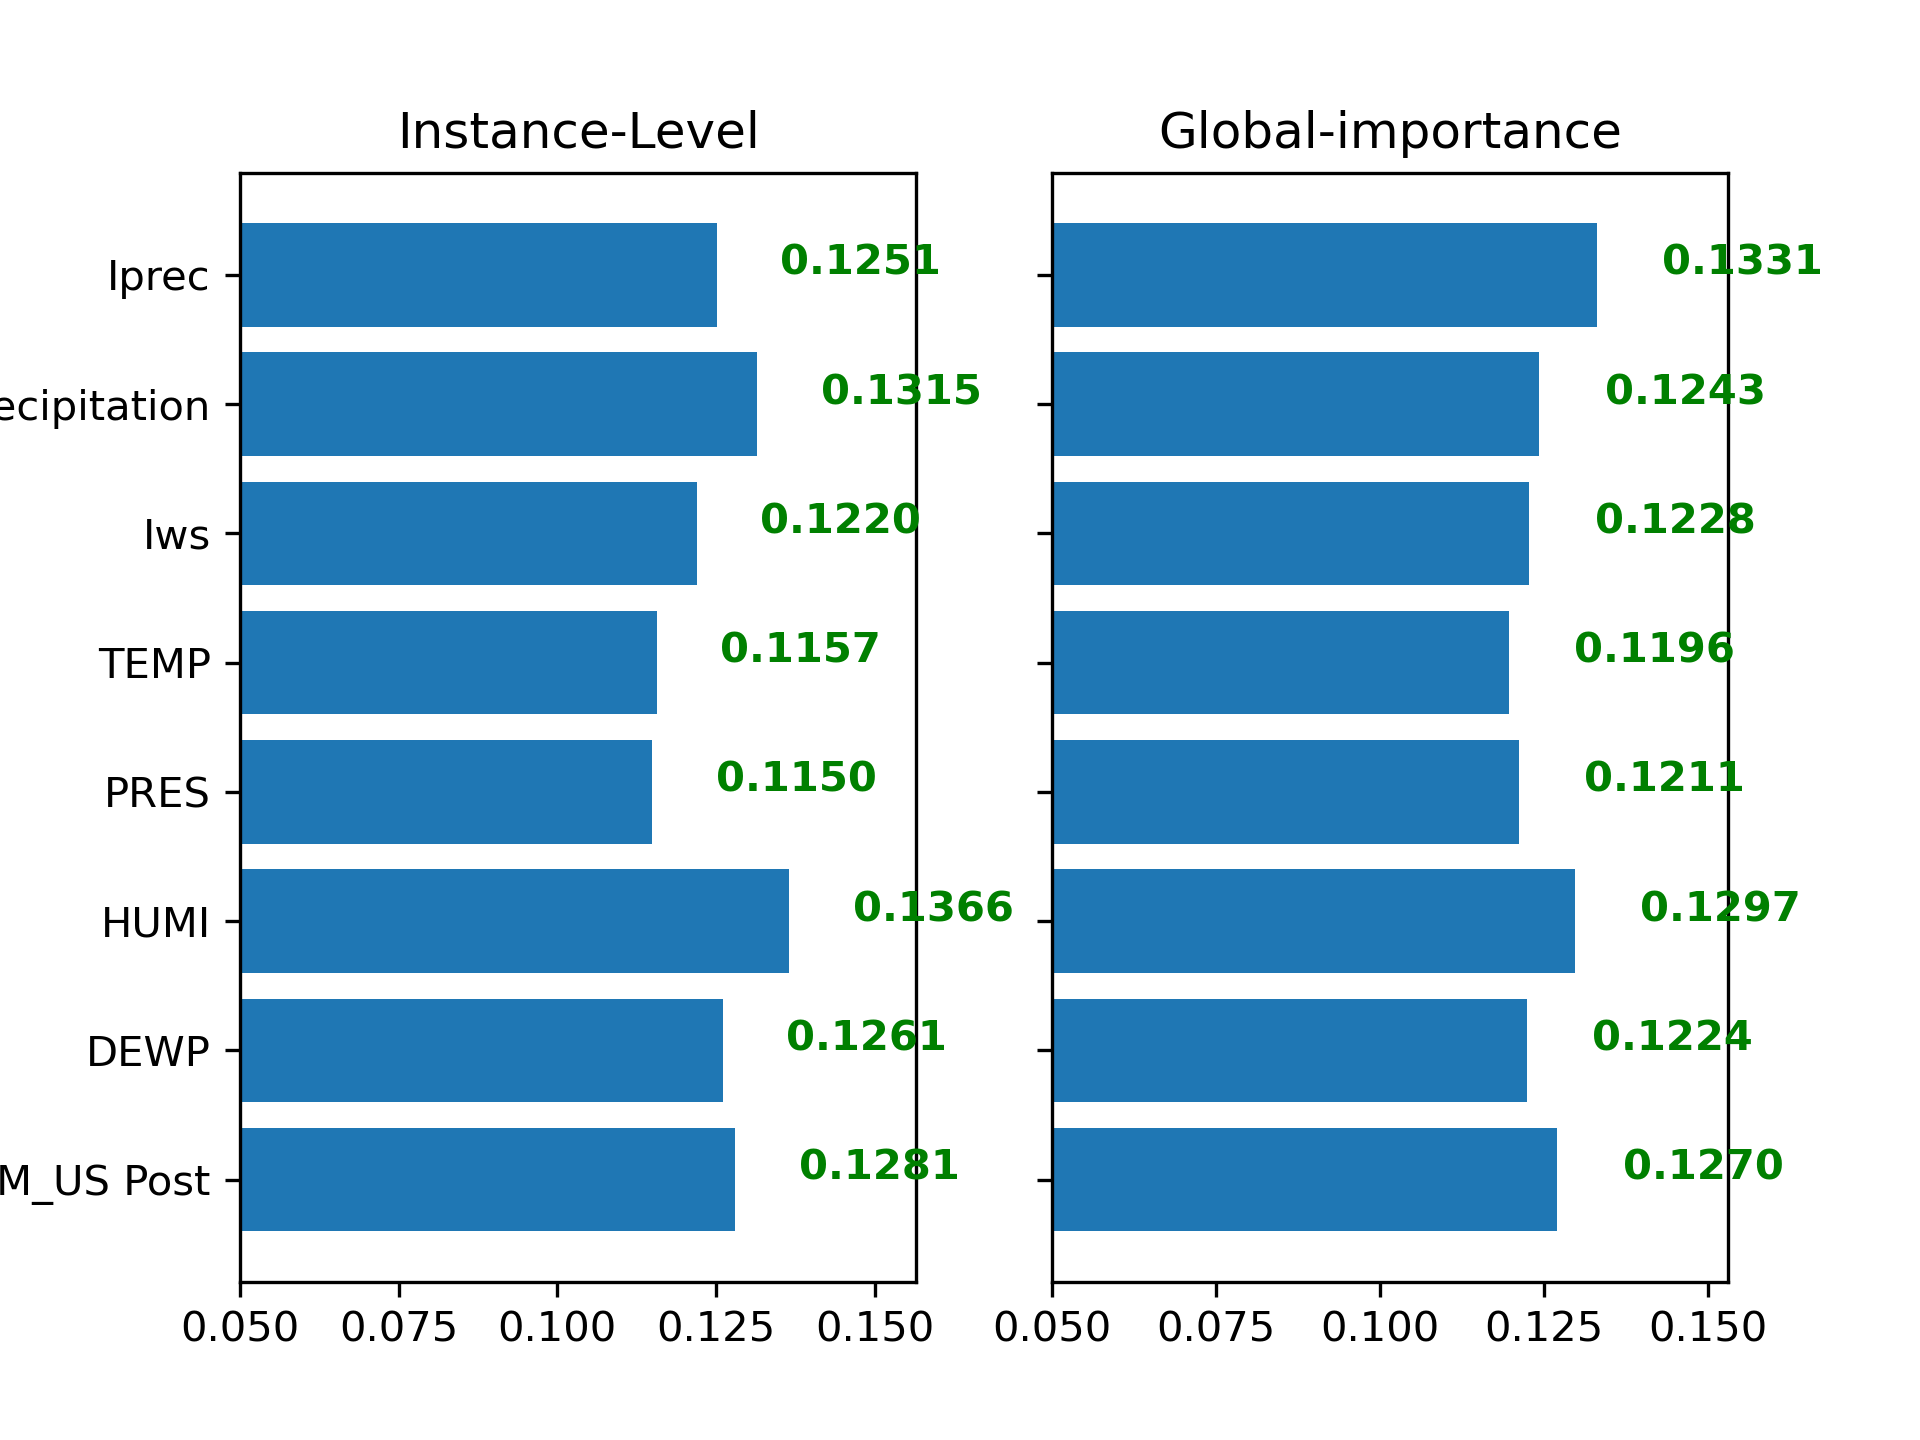 Instance-Level Global-importance
Iprec 0.1251 0.1331
ecipitation 0.1315 0.1243
Iws 0.1220 0.1228
TEMP 0.1157 0.1196
PRES 0.1150 0.1211
HUMI 0.1366 0.1297
DEWP 0.1261 0.1224
M_US Post 0.1281 0.1270
0.050 0.075 0.100 0.125 0.150 0.050 0.075 0.100 0.125 0.150